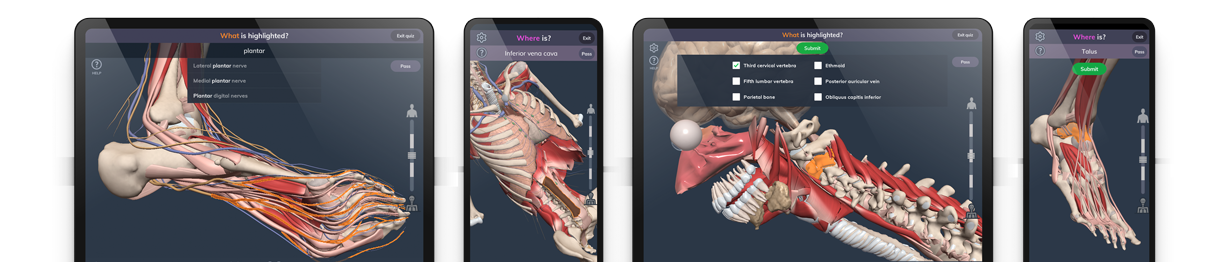 What is highlighted?
Exit quiz
plantar
HELP
Lateral plantar nerve
Pass
Medial plantar nerve
Plantar digital nerves
Where is?
Exit
Inferior vena cava
Pass
What is highlighted?
Exit quiz
Submit
HELP
Pass
Third cervical vertebra
Ethmoid
Fifth lumbar vertebra
Posterior auricular vein
Parietal bone
Obliquus capitis inferior
Where is?
Exit
Talus
Pass
Submit